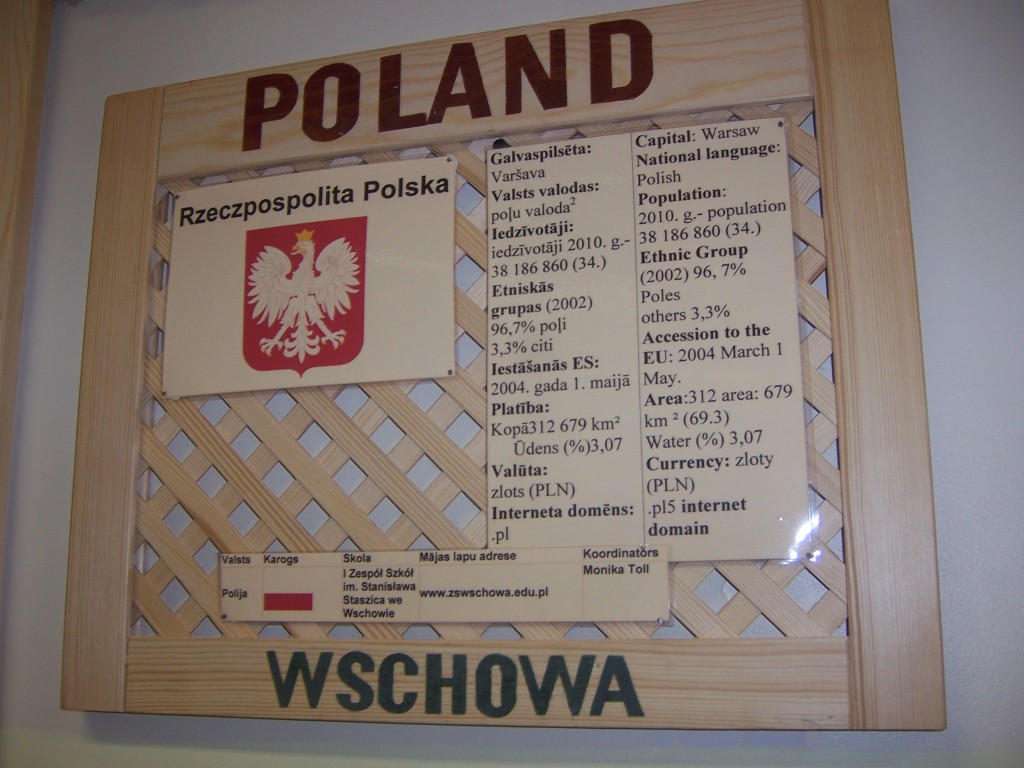 POLAND
Rzeczpospolita Polska
Galvaspilsēta:
Varšava
Valsts valodas:
poļu valoda²
Iedzīvotāji:
iedzīvotāji 2010. g.-
38 186 860 (34.)
Etniskās
grupas (2002)
96,7% poļi
3,3% citi
Iestāšanās ES:
2004. gada 1. maijā
Platība:
Kopā312 679 km²
Ūdens (%)3,07
Valūta:
zlots (PLN)
Interneta domēns:
.pl
Capital: Warsaw
National language:
Polish
Population:
2010. g.- population
38 186 860 (34.)
Ethnic Group
(2002) 96, 7%
Poles
others 3,3%
Accession to the
EU: 2004 March 1
May.
Area:312 area: 679
km ² (69.3)
Water (%) 3,07
Currency: zloty
(PLN)
.pl5 internet
domain
Valsts Karogs Skola Mājas lapu adrese Koordinators
Polija I Zespół Szkół www.zswschowa.edu.pl Monika Toll
im. Stanisława
Staszica we
Wschowie
WSCHOWA